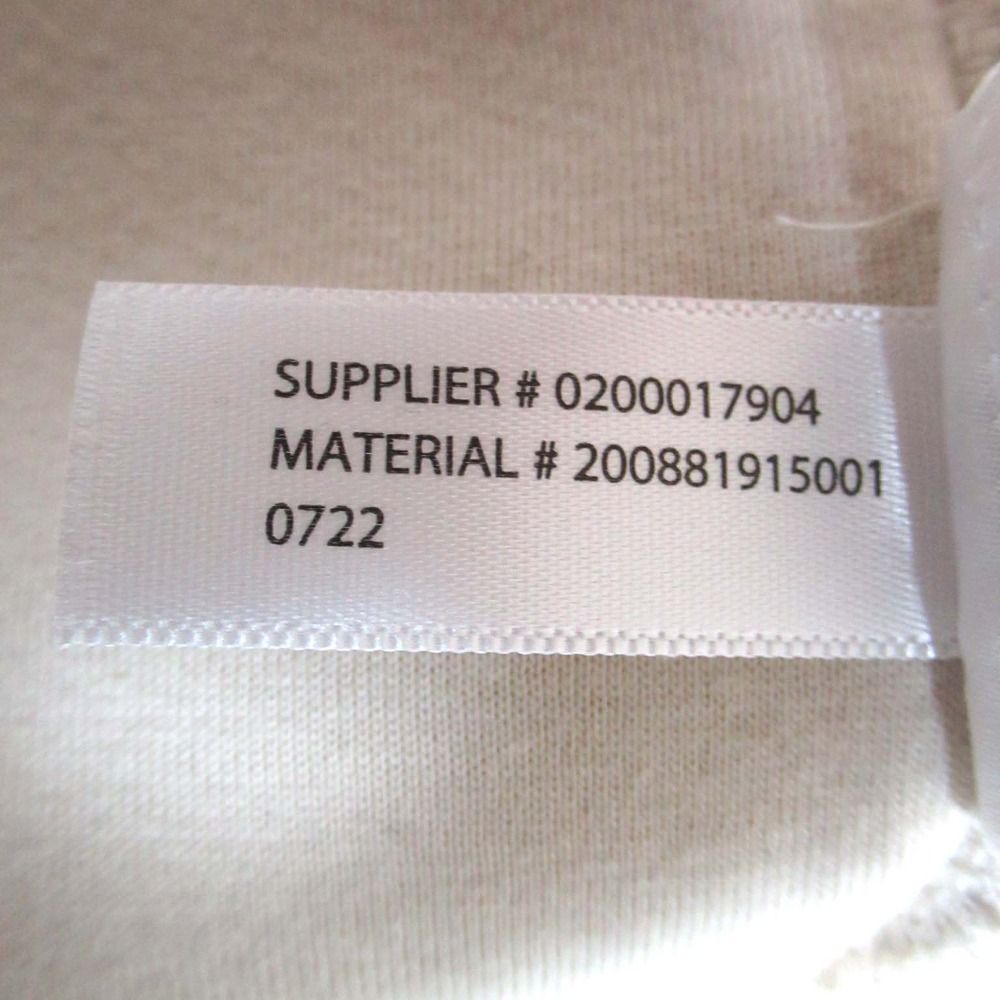 SUPPLIER # 0200017904
MATERIAL # 200881915001
0722